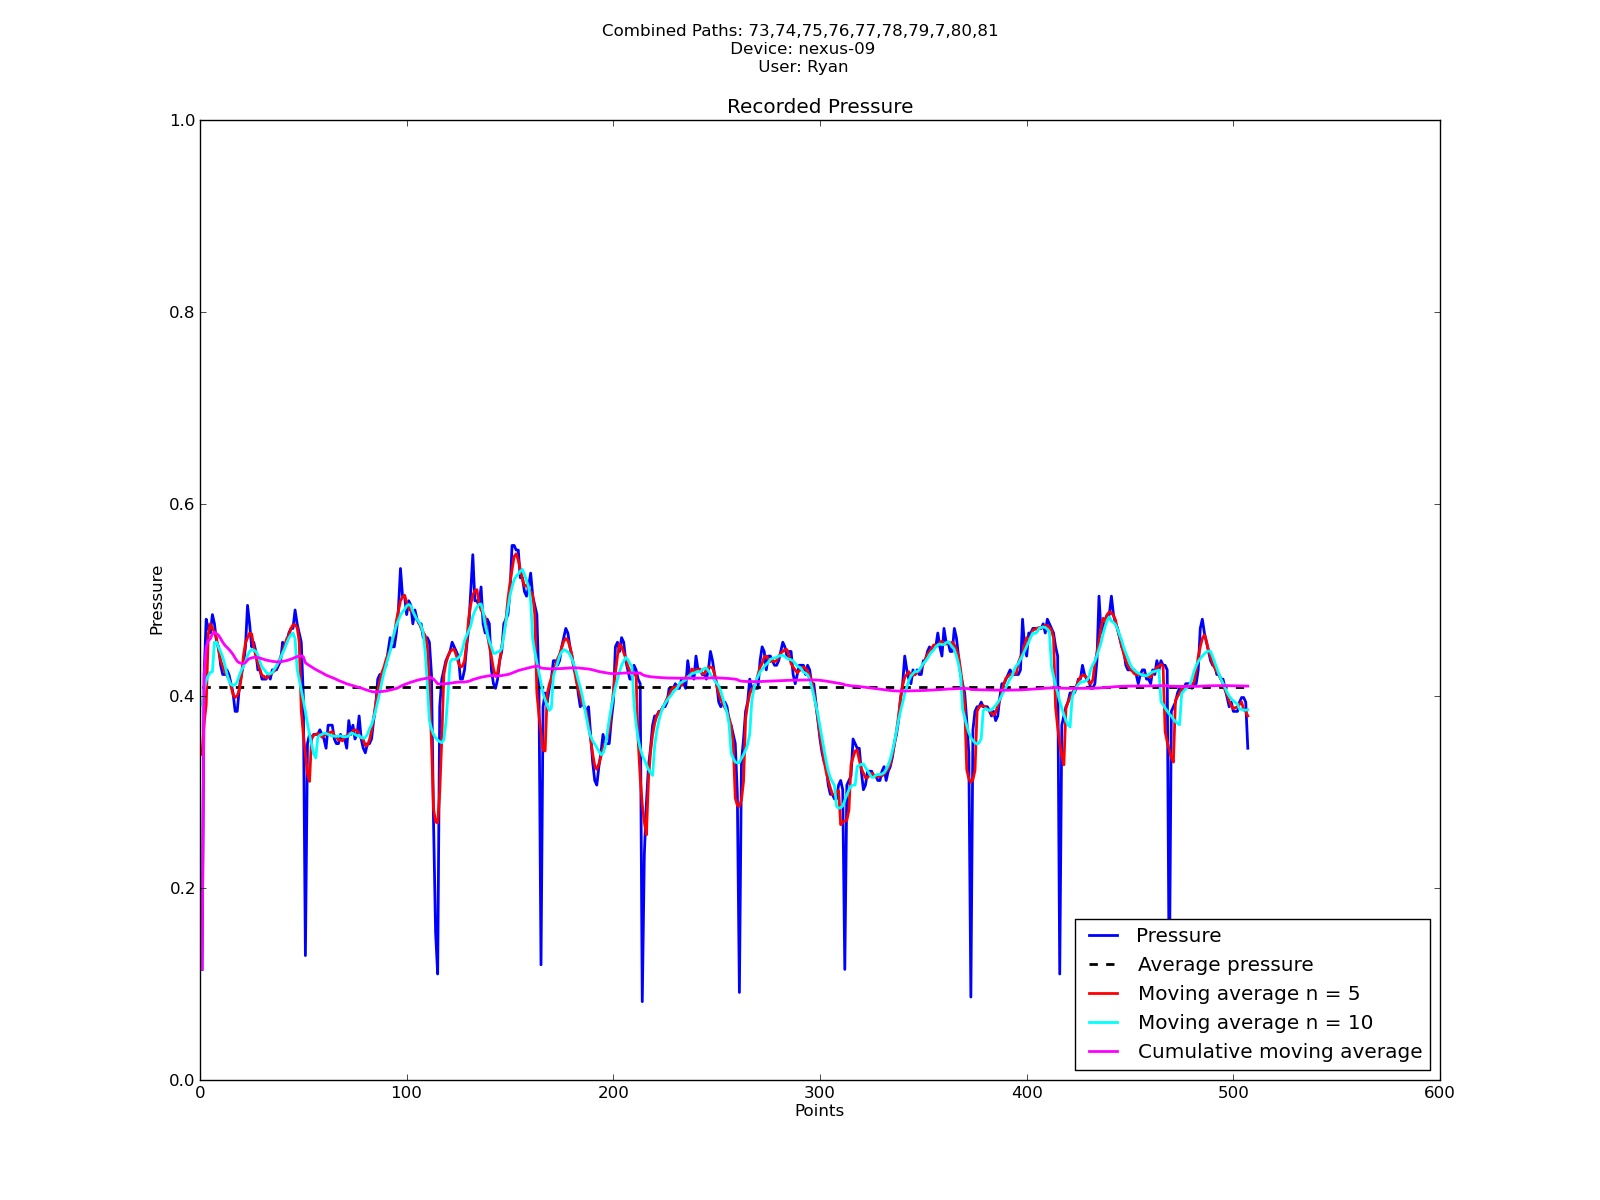 Combined Paths: 73,74,75,76,77,78,79,7,80,81
Device: nexus-09
User: Ryan
Recorded Pressure
1.0
0.8
0.6
0.4
0.2
0.0
Pressure
0
100
200
300
400
500
600
Points
Pressure
Average pressure
Moving average n = 5
Moving average n = 10
Cumulative moving average